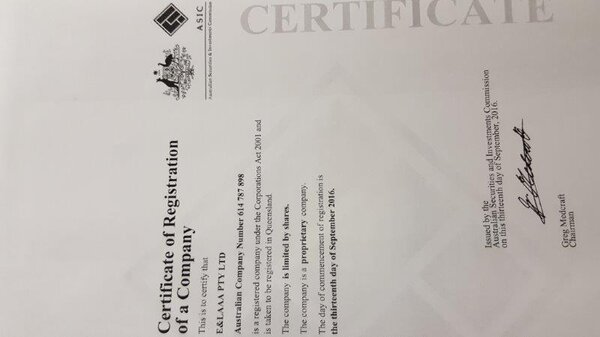 ASIC
Australian Securities & Investments Commission
CERTIFICATE
Certificate of Registration
of a Company
This is to certify that
E&LAAA PTY LTD
Australian Company Number 614 787 898
is a registered company under the Corporations Act 2001 and
is taken to be registered in Queensland.
The company is limited by shares.
The company is a proprietary company.
The day of commencement of registration is
the thirteenth day of September 2016.
Issued by the
Australian Securities and Investments Commission
on this thirteenth day of September, 2016.
Greg Medcraft
Chairman